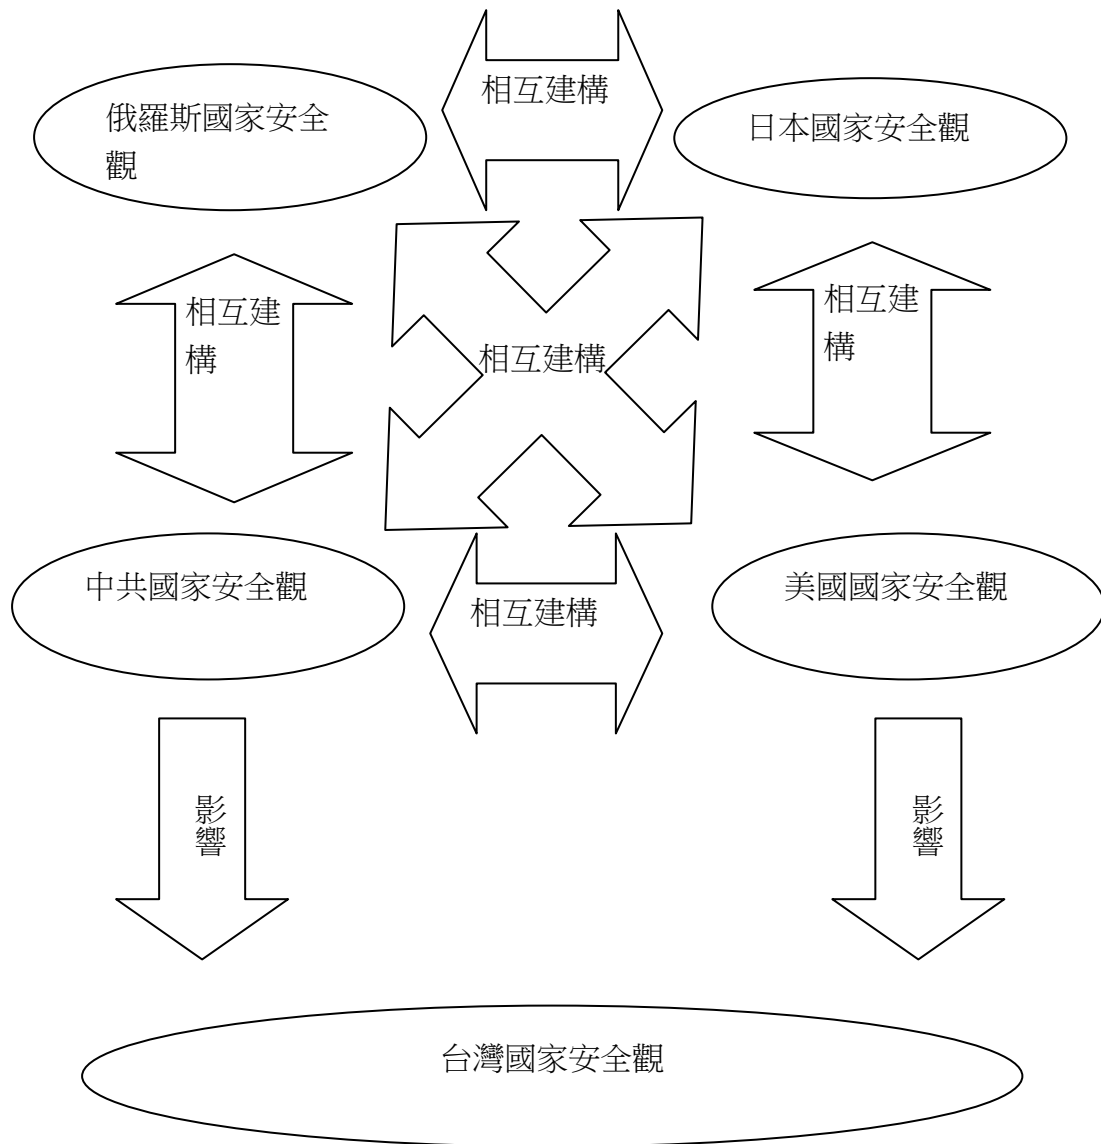 相互建構
俄羅斯國家安全
觀
日本國家安全觀
相互建
構
相互建
構
相互建構
中共國家安全觀
美國國家安全觀
相互建構
影響
影響
台灣國家安全觀